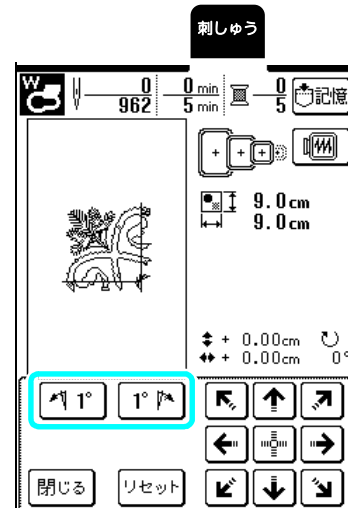 刺しゅう
W 0 0 min 0 記憶
962 5 min 5
9.0cm
9.0cm
+ 0.00cm
+ 0.00cm 0°
1° 1°
閉じる リセット